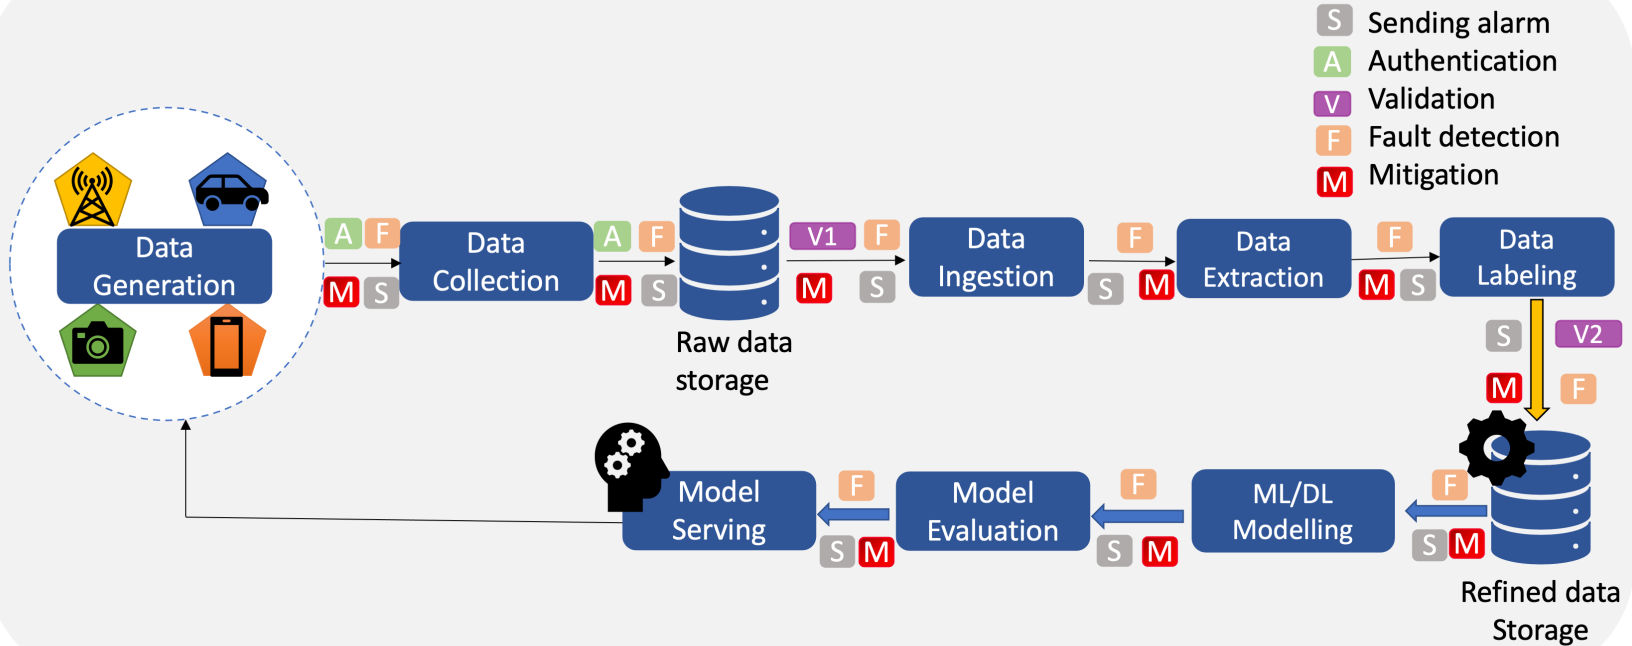 S Sending alarm
A Authentication
V Validation
F Fault detection
M Mitigation
Data
Generation
A F
M S
Data
Collection
A F
M S
Raw data
storage
V1 F
M S
Data
Ingestion
F
S M
Data
Extraction
F
M S
Data
Labeling
S V2
M F
Refined data
Storage
F
S M
ML/DL
Modelling
F
S M
Model
Evaluation
F
S M
Model
Serving